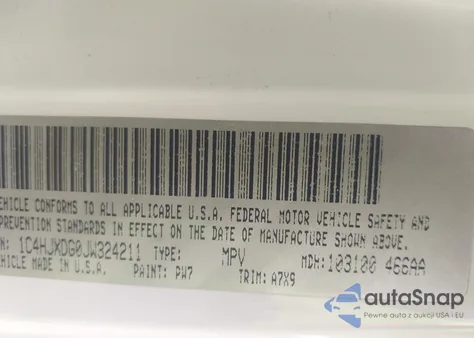 VEHICLE CONFORMS TO ALL APPLICABLE U.S.A. FEDERAL MOTOR VEHICLE SAFETY AND
PREVENTION STANDARDS IN EFFECT ON THE DATE OF MANUFACTURE SHOWN ABOVE.
: 1C4HJXDG0JW324211 TYPE: MPV MDH: 103100 466AA
VEHICLE MADE IN U.S.A. PAINT: PW7 TRIM: A7X9
autoSnap
Pewne auta z aukcji USA i EU